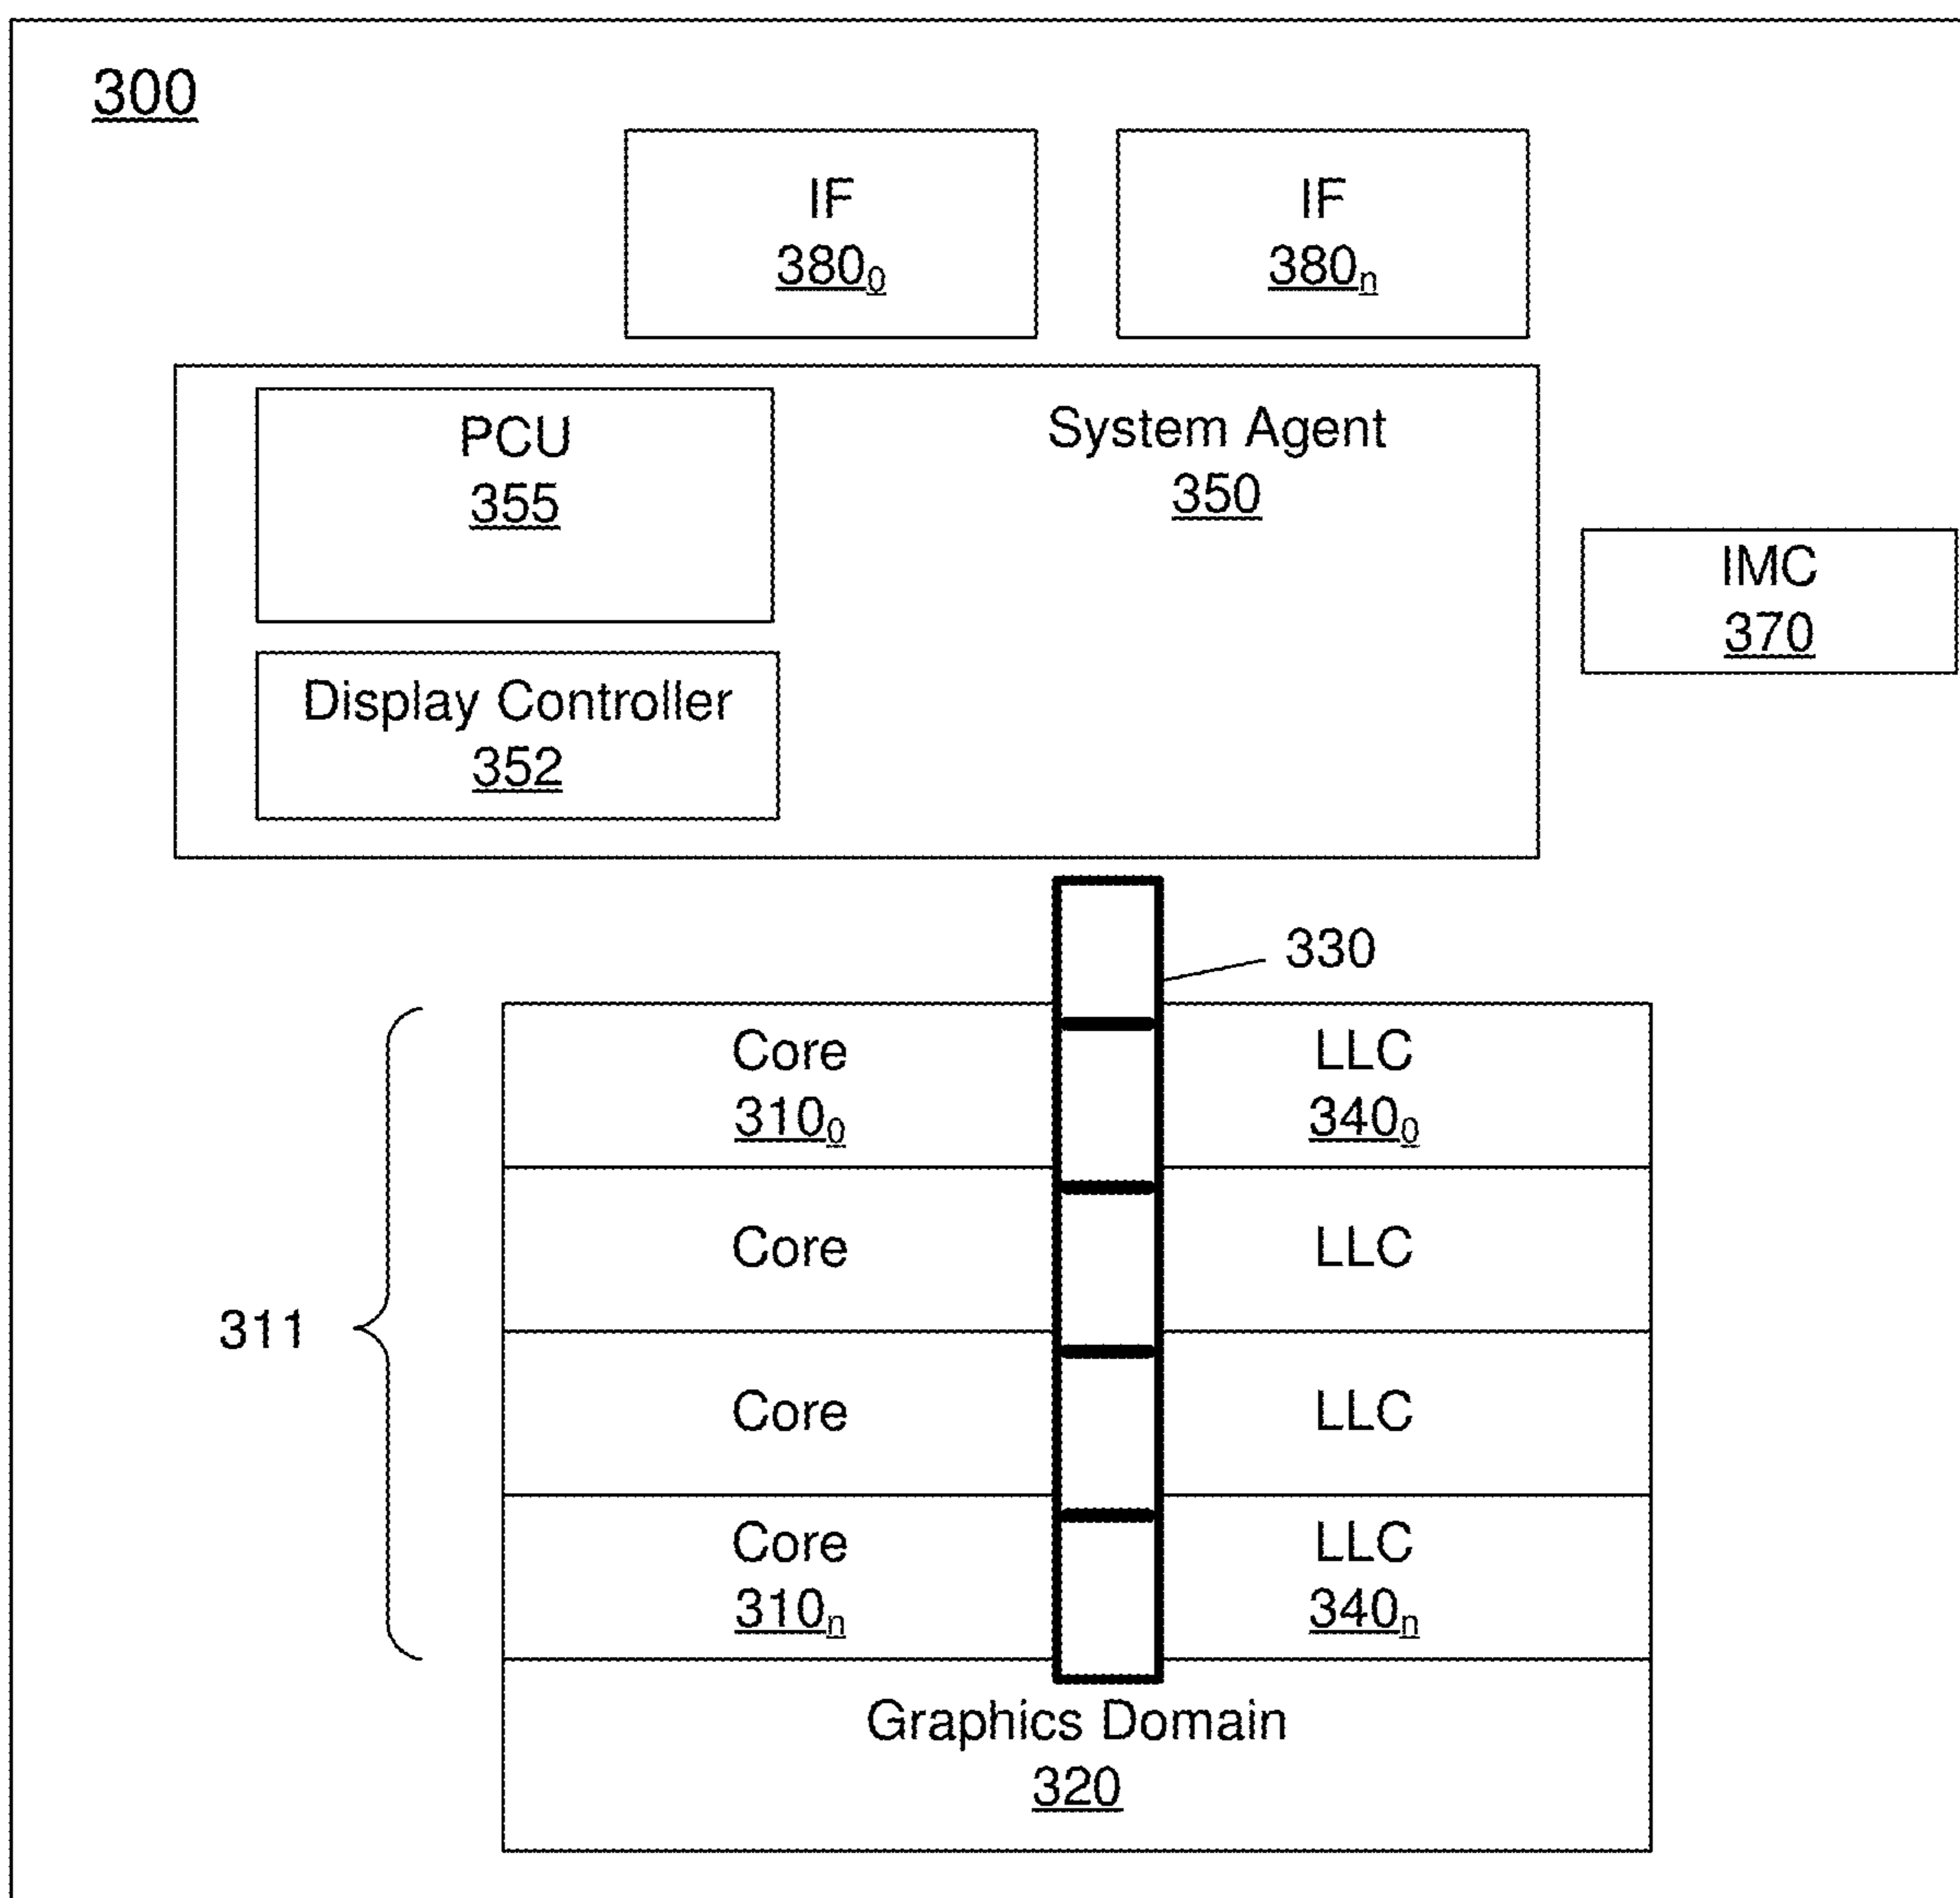 300
IF
380₀
IF
380ₙ
PCU
355
System Agent
350
Display Controller
352
IMC
370
330
311
Core
310₀
LLC
340₀
Core
LLC
Core
LLC
Core
310ₙ
LLC
340ₙ
Graphics Domain
320